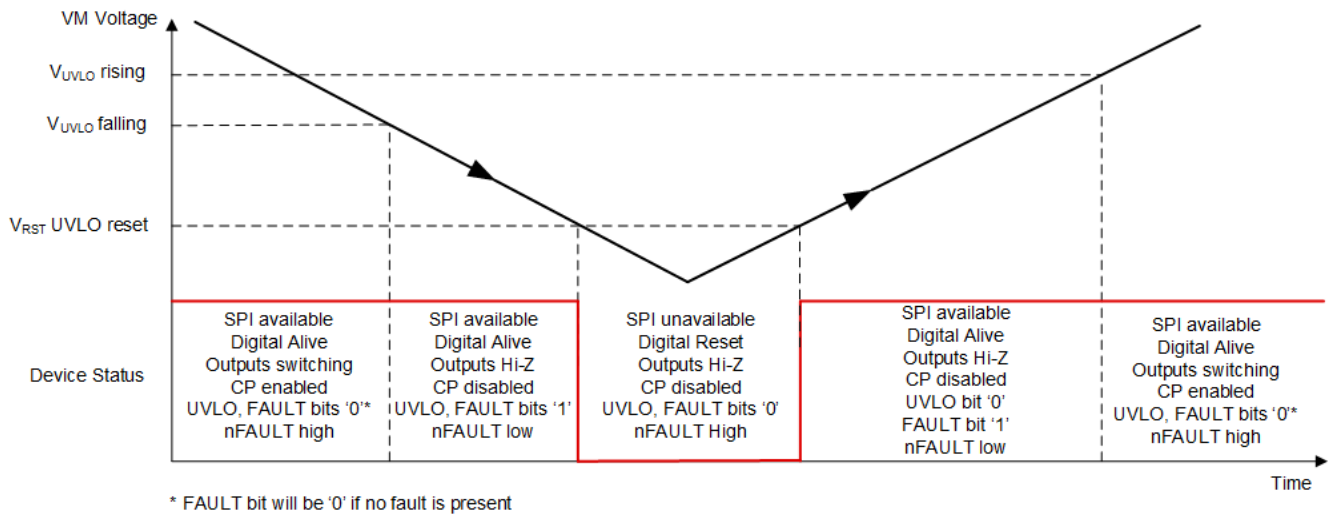 VM Voltage
VUVLO rising
VUVLO falling
VRST UVLO reset
Device Status
SPI available
Digital Alive
Outputs switching
CP enabled
UVLO, FAULT bits ‘0’*
nFAULT high
SPI available
Digital Alive
Outputs Hi-Z
CP disabled
UVLO, FAULT bits ‘1’
nFAULT low
SPI unavailable
Digital Reset
Outputs Hi-Z
CP disabled
UVLO, FAULT bits ‘0’
nFAULT High
SPI available
Digital Alive
Outputs Hi-Z
CP disabled
UVLO bit ‘0’
FAULT bit ‘1’
nFAULT low
SPI available
Digital Alive
Outputs switching
CP enabled
UVLO, FAULT bits ‘0’*
nFAULT high
Time
* FAULT bit will be ‘0’ if no fault is present